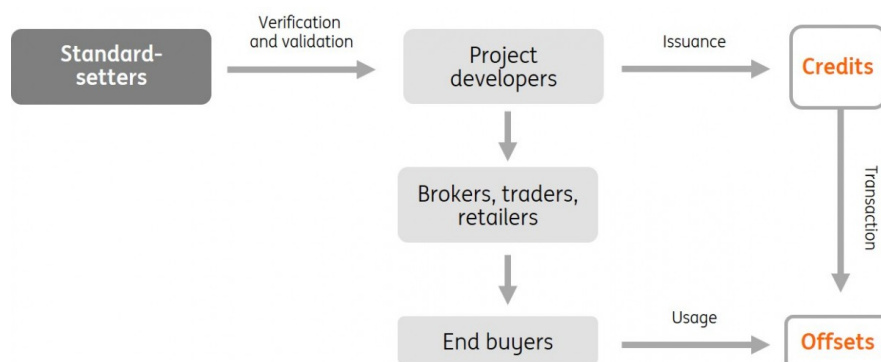 Verification
and validation
Standard-
setters
Project
developers
Issuance
Credits
Brokers, traders,
retailers
Transaction
End buyers
Usage
Offsets